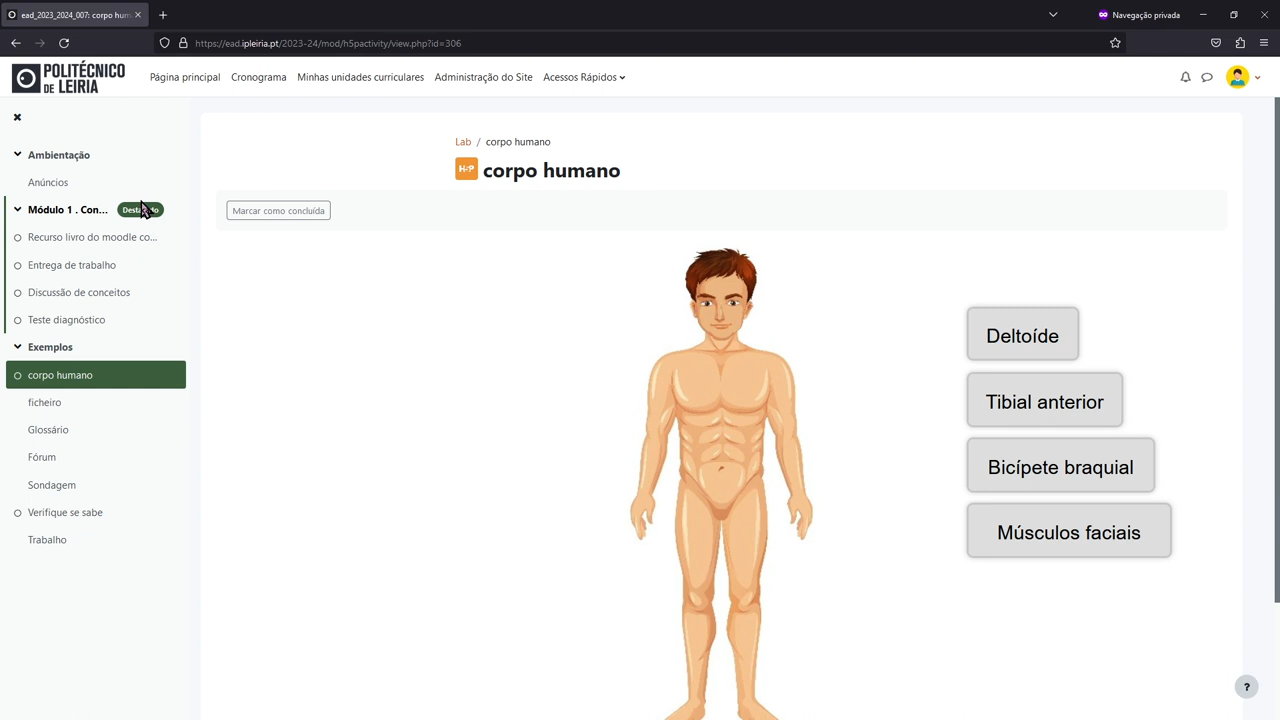 ead_2023_2024_007: corpo hum
Navegação privada
https://ead.ipleiria.pt/2023-24/mod/h5pactivity/view.php?id=306
POLITÉCNICO
DE LEIRIA
Página principal
Cronograma
Minhas unidades curriculares
Administração do Site
Acessos Rápidos
Ambientação
Anúncios
Módulo 1 . Con...
Recurso livro do moodle co...
Entrega de trabalho
Discussão de conceitos
Teste diagnóstico
Exemplos
corpo humano
ficheiro
Glossário
Fórum
Sondagem
Verifique se sabe
Trabalho
Lab / corpo humano
H5P
corpo humano
Marcar como concluída
Deltoíde
Tibial anterior
Bicípete braquial
Músculos faciais
?